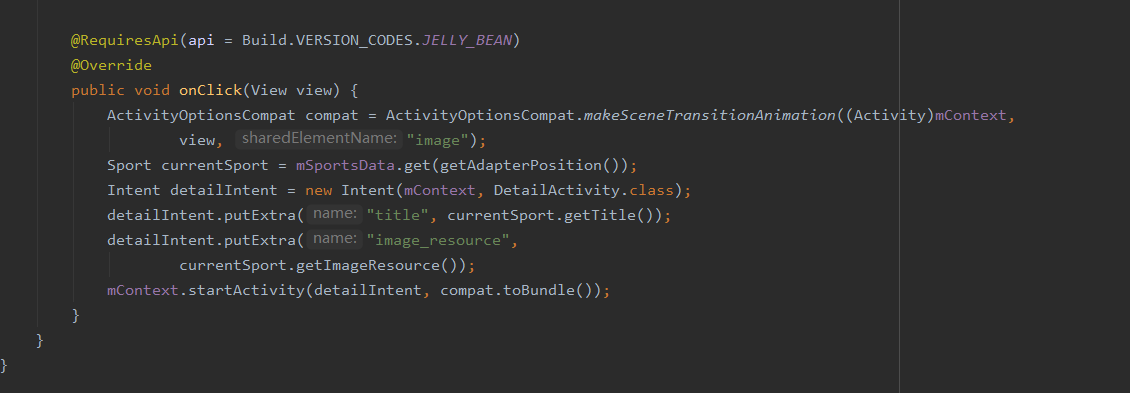 @RequiresApi(api = Build.VERSION_CODES.JELLY_BEAN)
@Override
public void onClick(View view) {
ActivityOptionsCompat compat = ActivityOptionsCompat.makeSceneTransitionAnimation((Activity)mContext,
view, sharedElementName: "image");
Sport currentSport = mSportsData.get(getAdapterPosition());
Intent detailIntent = new Intent(mContext, DetailActivity.class);
detailIntent.putExtra( name: "title", currentSport.getTitle());
detailIntent.putExtra( name: "image_resource",
currentSport.getImageResource());
mContext.startActivity(detailIntent, compat.toBundle());
}
}
}